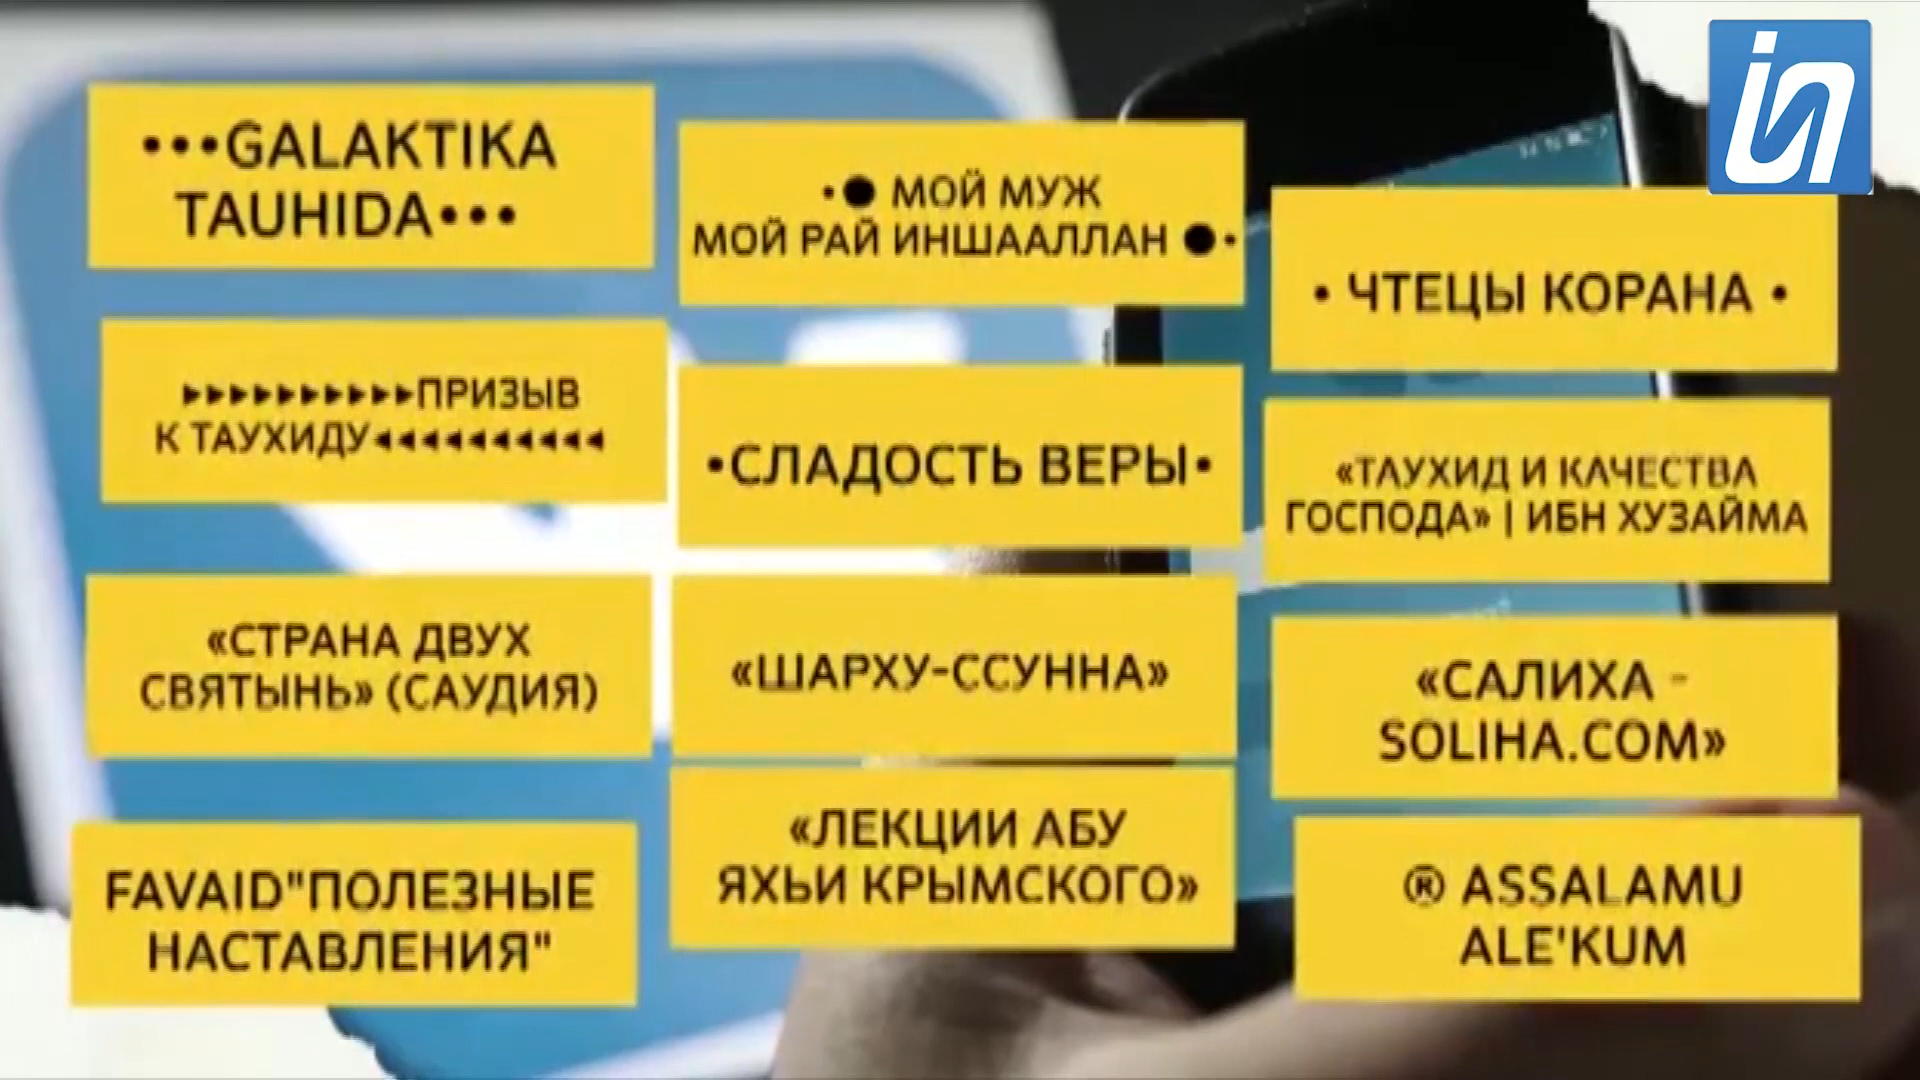 •••GALAKTIKA
TAUHIDA•••
•● МОЙ МУЖ
МОЙ РАЙ ИНШААЛЛАН ●•
• ЧТЕЦЫ КОРАНА •
▸▸▸▸▸▸▸▸▸▸ПРИЗЫВ
К ТАУХИДУ◂◂◂◂◂◂◂◂◂◂
•СЛАДОСТЬ ВЕРЫ•
«ТАУХИД И КАЧЕСТВА
ГОСПОДА» | ИБН ХУЗАЙМА
«СТРАНА ДВУХ
СВЯТЫНЬ» (САУДИЯ)
«ШАРХУ-ССУННА»
«САЛИХА -
SOLIHA.COM»
FAVAID"ПОЛЕЗНЫЕ
НАСТАВЛЕНИЯ"
«ЛЕКЦИИ АБУ
ЯХЬИ КРЫМСКОГО»
® ASSALAMU
ALE'KUM